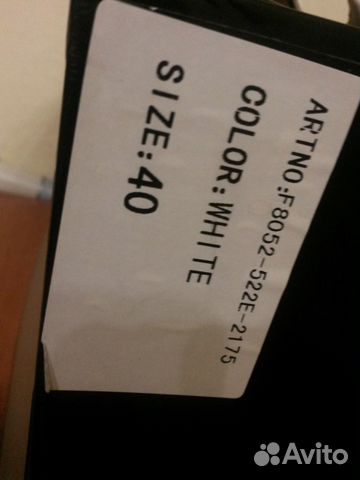 ARTNO:F8052-522E-2175
COLOR:WHITE
SIZE:40
Avito